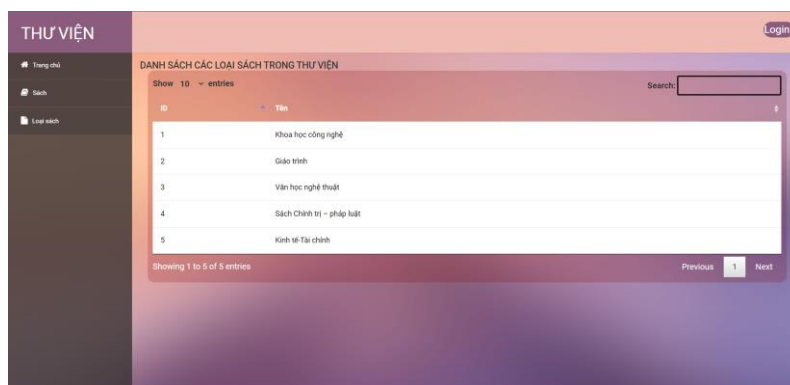 THƯ VIỆN
Login
Trang chủ
Sách
Loại sách
DANH SÁCH CÁC LOẠI SÁCH TRONG THƯ VIỆN
Show 10 entries
Search:
ID Tên
1 Khoa học công nghệ
2 Giáo trình
3 Văn học nghệ thuật
4 Sách Chính trị – pháp luật
5 Kinh tế-Tài chính
Showing 1 to 5 of 5 entries
Previous 1 Next